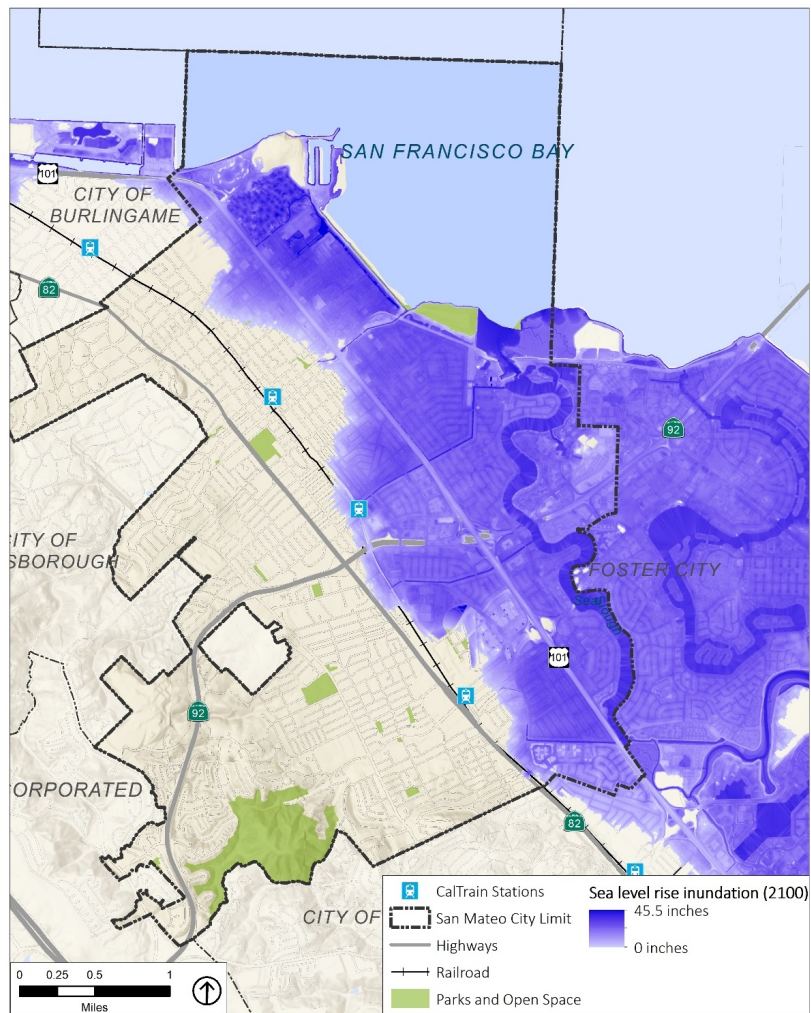 SAN FRANCISCO BAY
101
CITY OF
BURLINGAME
82
92
CITY OF
SBOROUGH
FOSTER CITY
101
92
CORPORATED
82
CITY OF
CalTrain Stations
San Mateo City Limit
Highways
Railroad
Parks and Open Space
Sea level rise inundation (2100)
45.5 inches
0 inches
0 0.25 0.5 1
Miles